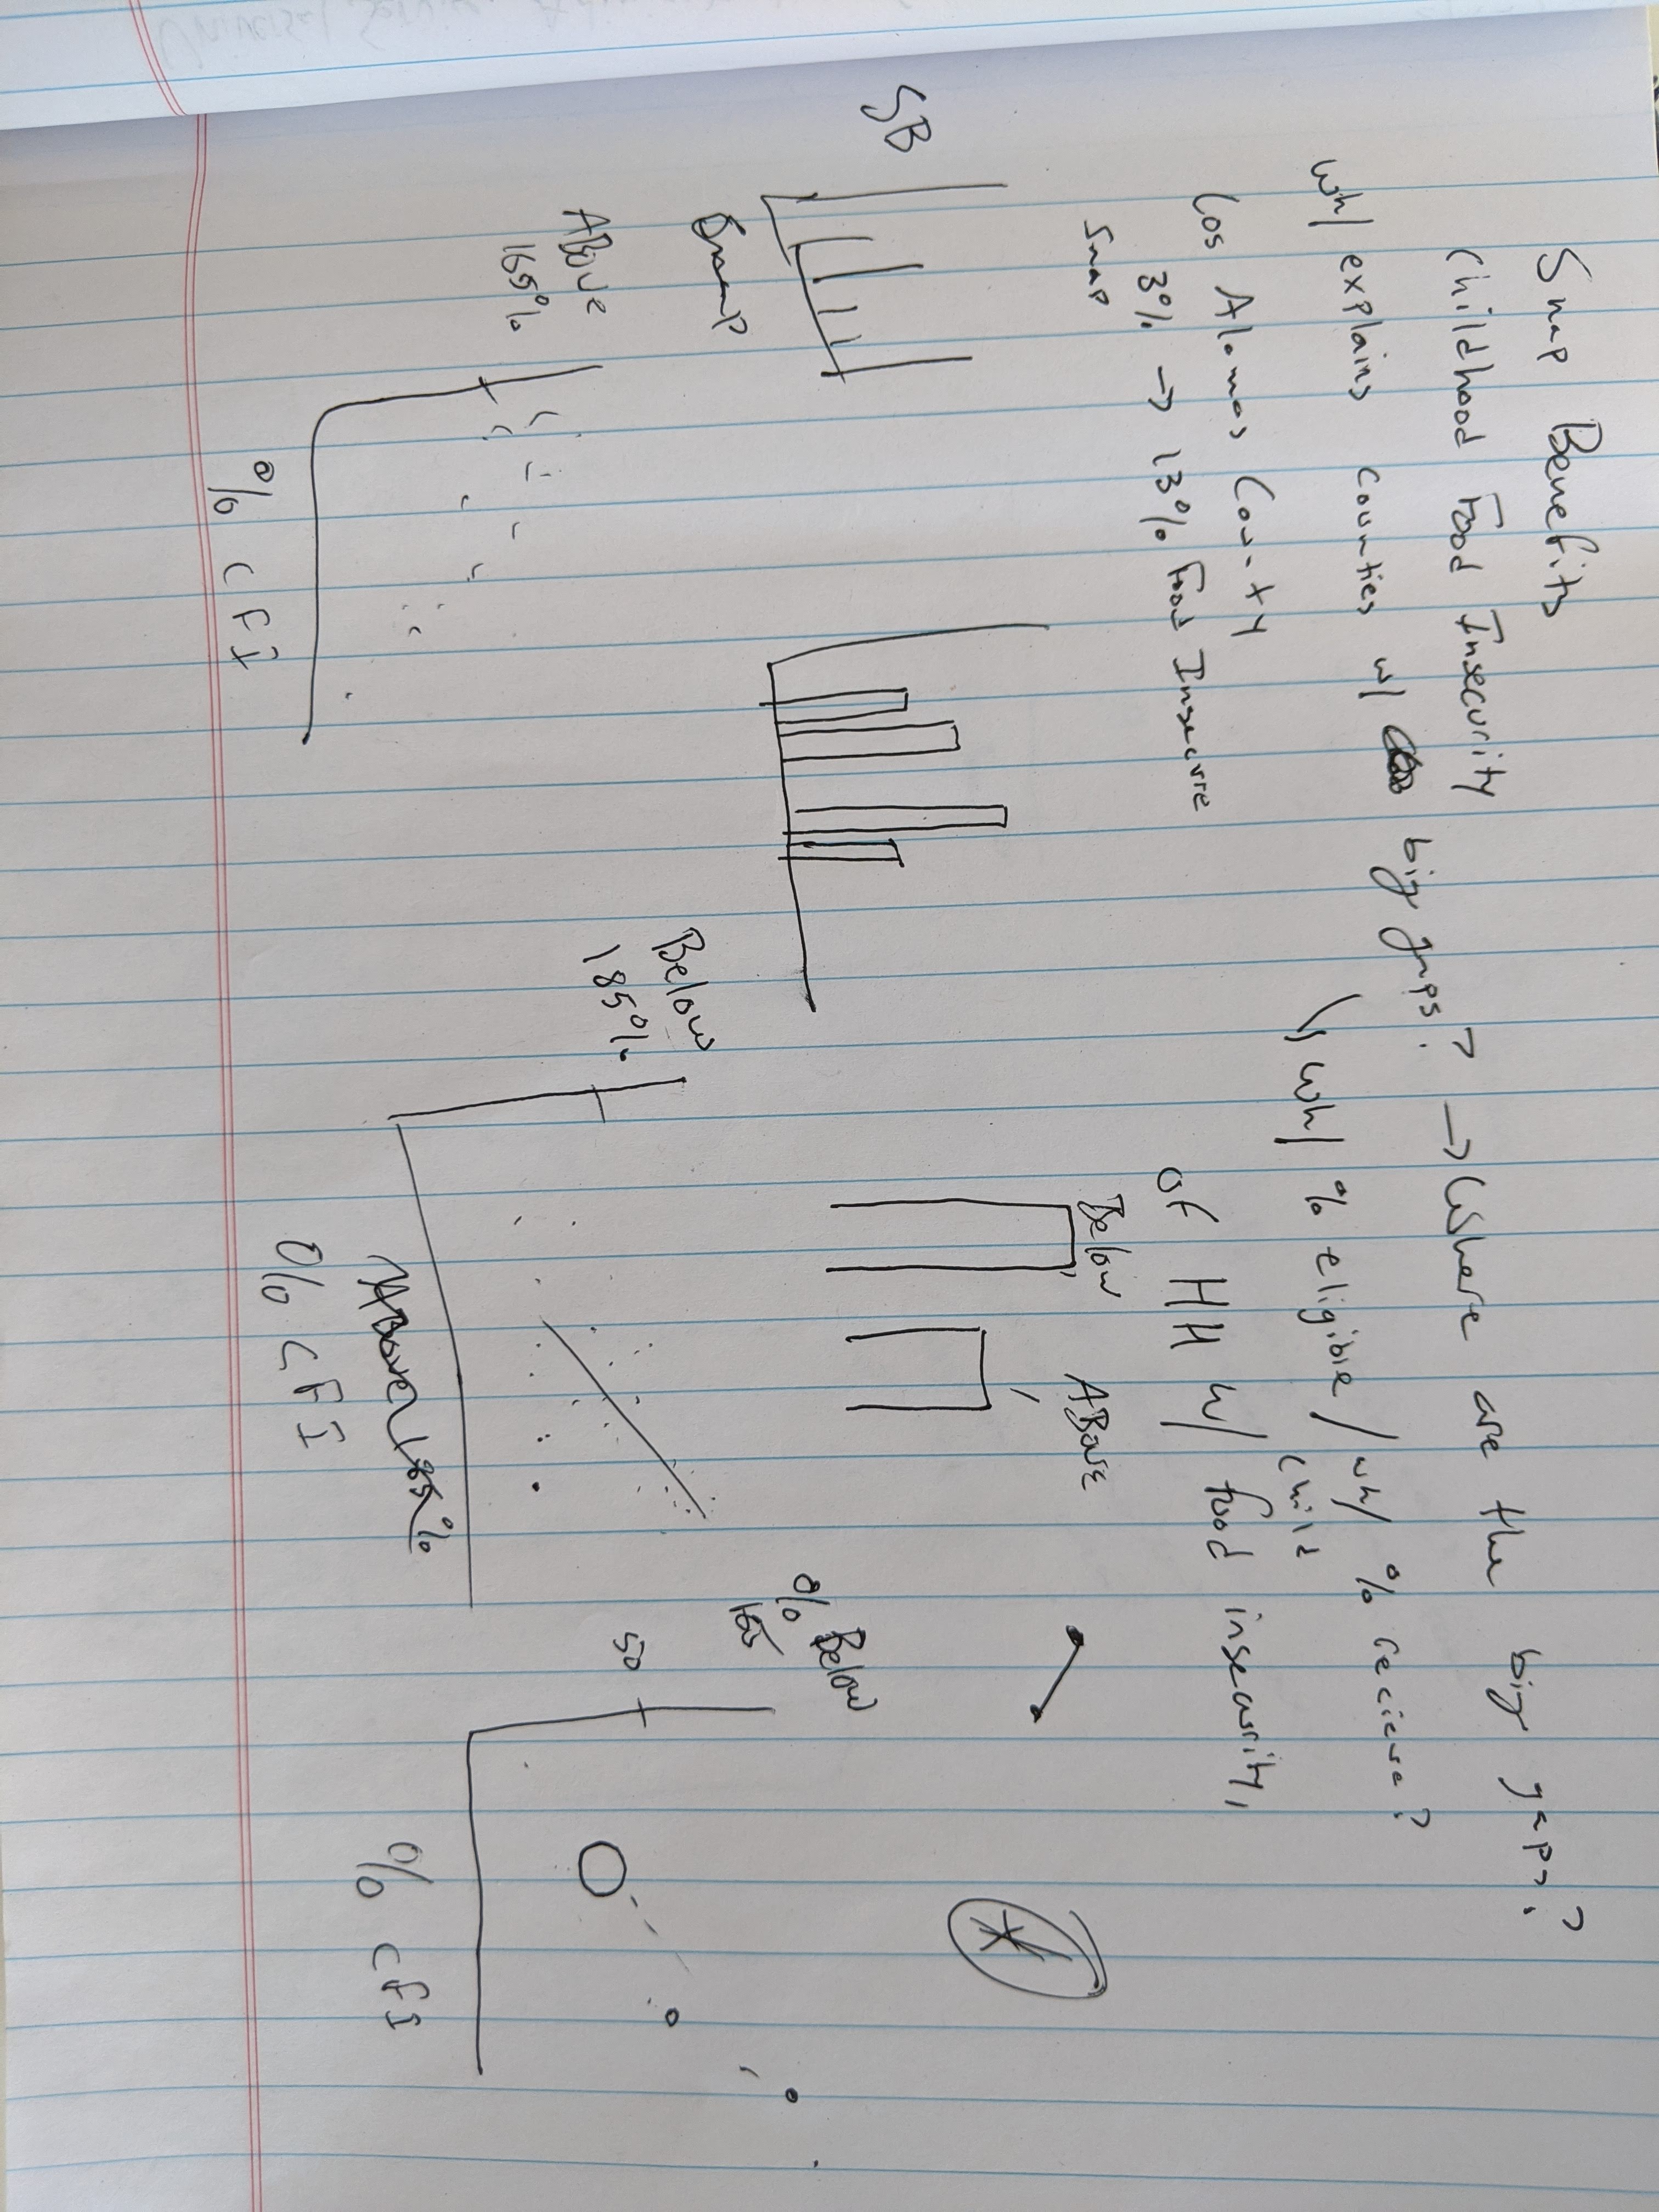 Snap Benefits
Childhood Food Insecurity
wh/ explains counties w/ big gaps? → Where are the big gaps?
↳ wh/ % eligible / wh/ % recieve?
of HH w/ child food insecurity,
Los Alamos County
3% → 13% Food Insecure
Snap
Below
ABove
SB
Snap
ABove
165%
% CFI
Below
185%
Above 185%
% CFI
% Below
165
50
% CFI